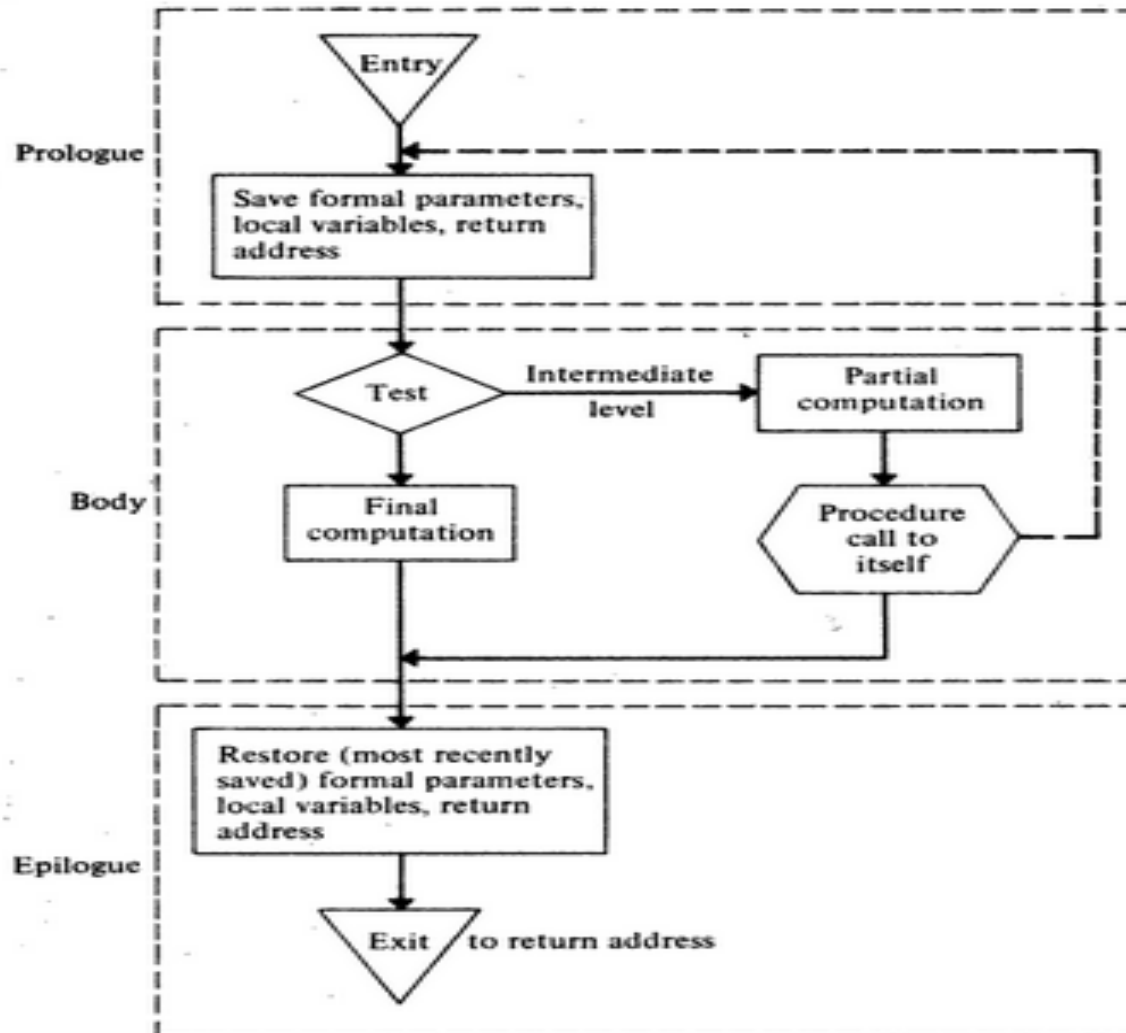 Entry
Prologue
Save formal parameters,
local variables, return
address
Test
Intermediate
level
Partial
computation
Body
Final
computation
Procedure
call to
itself
Restore (most recently
saved) formal parameters,
local variables, return
address
Epilogue
Exit
to return address